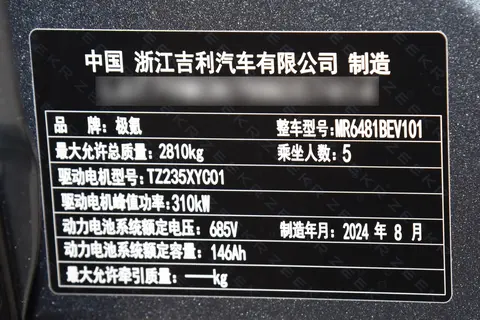 中国 浙江吉利汽车有限公司 制造
品 牌：极氪 整车型号：MR6481BEV101
最大允许总质量：2810kg 乘坐人数：5
驱动电机型号：TZ235XYC01
驱动电机峰值功率：310kW
动力电池系统额定电压：685V 制造年月：2024 年 8 月
动力电池系统额定容量：146Ah
最大允许牵引质量：——kg